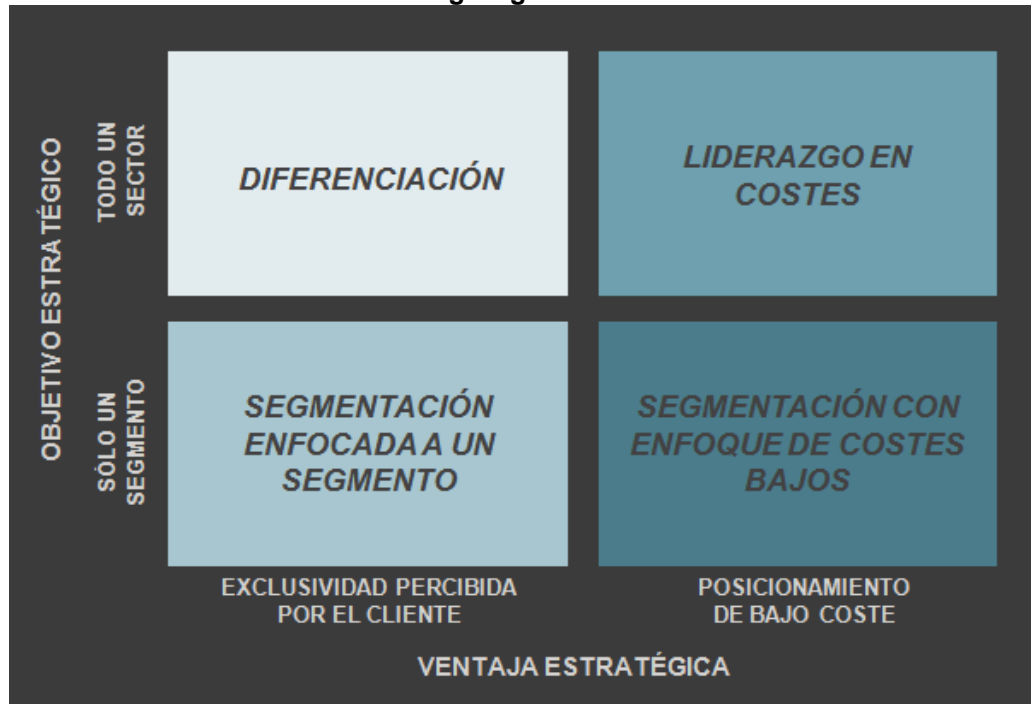 OBJETIVO ESTRATÉGICO
TODO UN
SECTOR
DIFERENCIACIÓN
LIDERAZGO EN
COSTES
SÓLO UN
SEGMENTO
SEGMENTACIÓN
ENFOCADA A UN
SEGMENTO
SEGMENTACIÓN CON
ENFOQUE DE COSTES
BAJOS
EXCLUSIVIDAD PERCIBIDA
POR EL CLIENTE
POSICIONAMIENTO
DE BAJO COSTE
VENTAJA ESTRATÉGICA